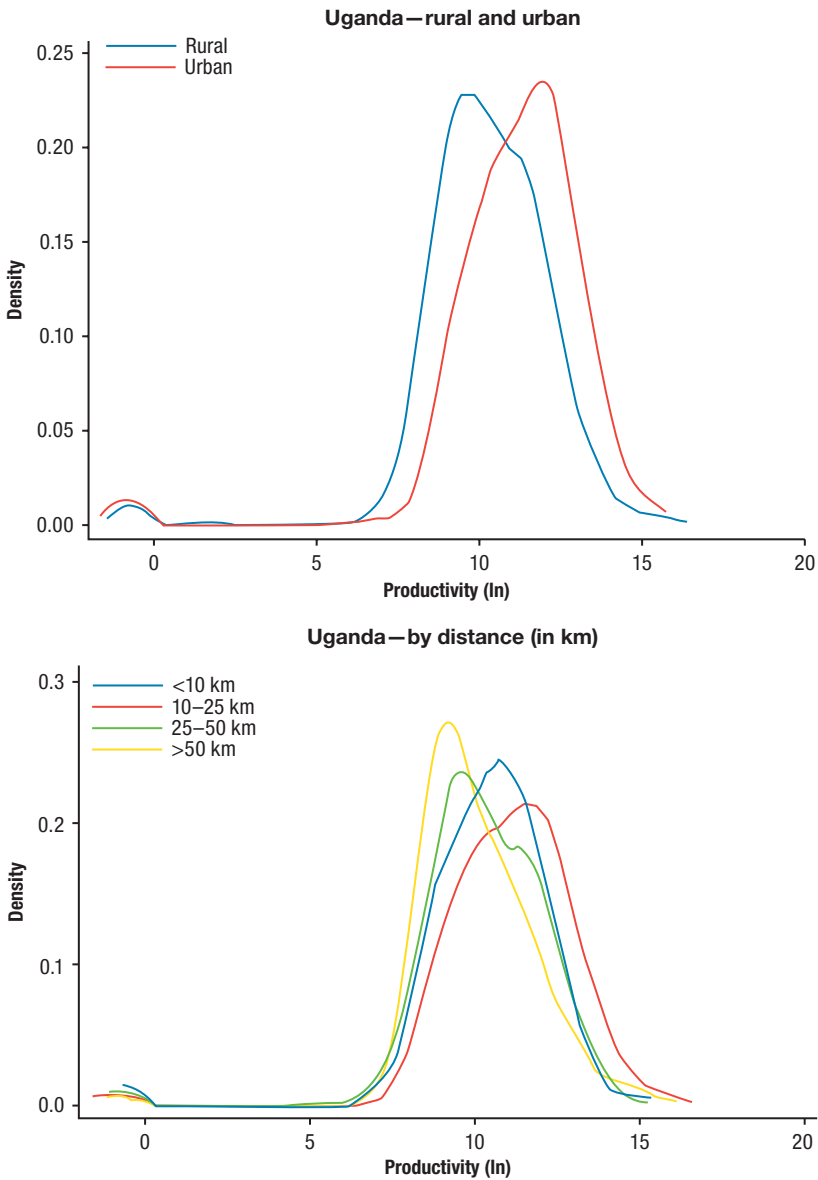 Uganda—rural and urban
Rural
Urban
0.25
0.20
0.15
0.10
0.05
0.00
Density
0 5 10 15 20
Productivity (In)
Uganda—by distance (in km)
<10 km
10–25 km
25–50 km
>50 km
0.3
0.2
0.1
0.0
Density
0 5 10 15 20
Productivity (In)